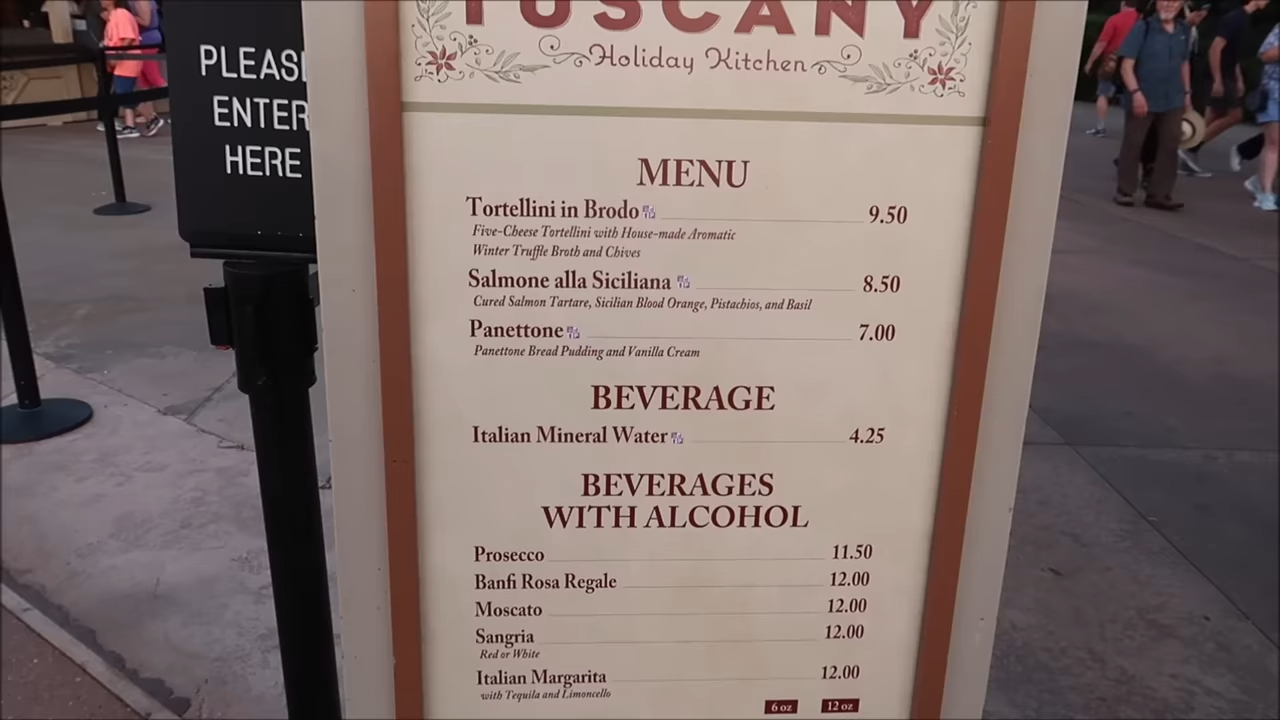 PLEASE
ENTER
HERE
TUSCANY
Holiday Kitchen
MENU
Tortellini in Brodo 9.50
Five-Cheese Tortellini with House-made Aromatic
Winter Truffle Broth and Chives
Salmone alla Siciliana 8.50
Cured Salmon Tartare, Sicilian Blood Orange, Pistachios, and Basil
Panettone 7.00
Panettone Bread Pudding and Vanilla Cream
BEVERAGE
Italian Mineral Water 4.25
BEVERAGES
WITH ALCOHOL
Prosecco 11.50
Banfi Rosa Regale 12.00
Moscato 12.00
Sangria 12.00
Red or White
Italian Margarita 12.00
with Tequila and Limoncello
6 oz 12 oz